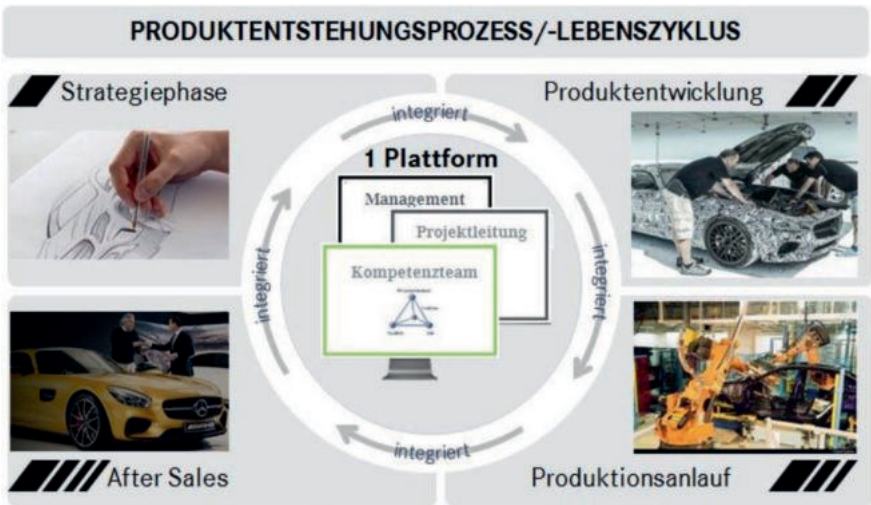 PRODUKTENTSTEHUNGSPROZESS/-LEBENSZYKLUS
Strategiephase
Produktentwicklung
integriert
1 Plattform
Management
Projektleitung
Kompetenzteam
integriert
integriert
integriert
After Sales
Produktionsanlauf